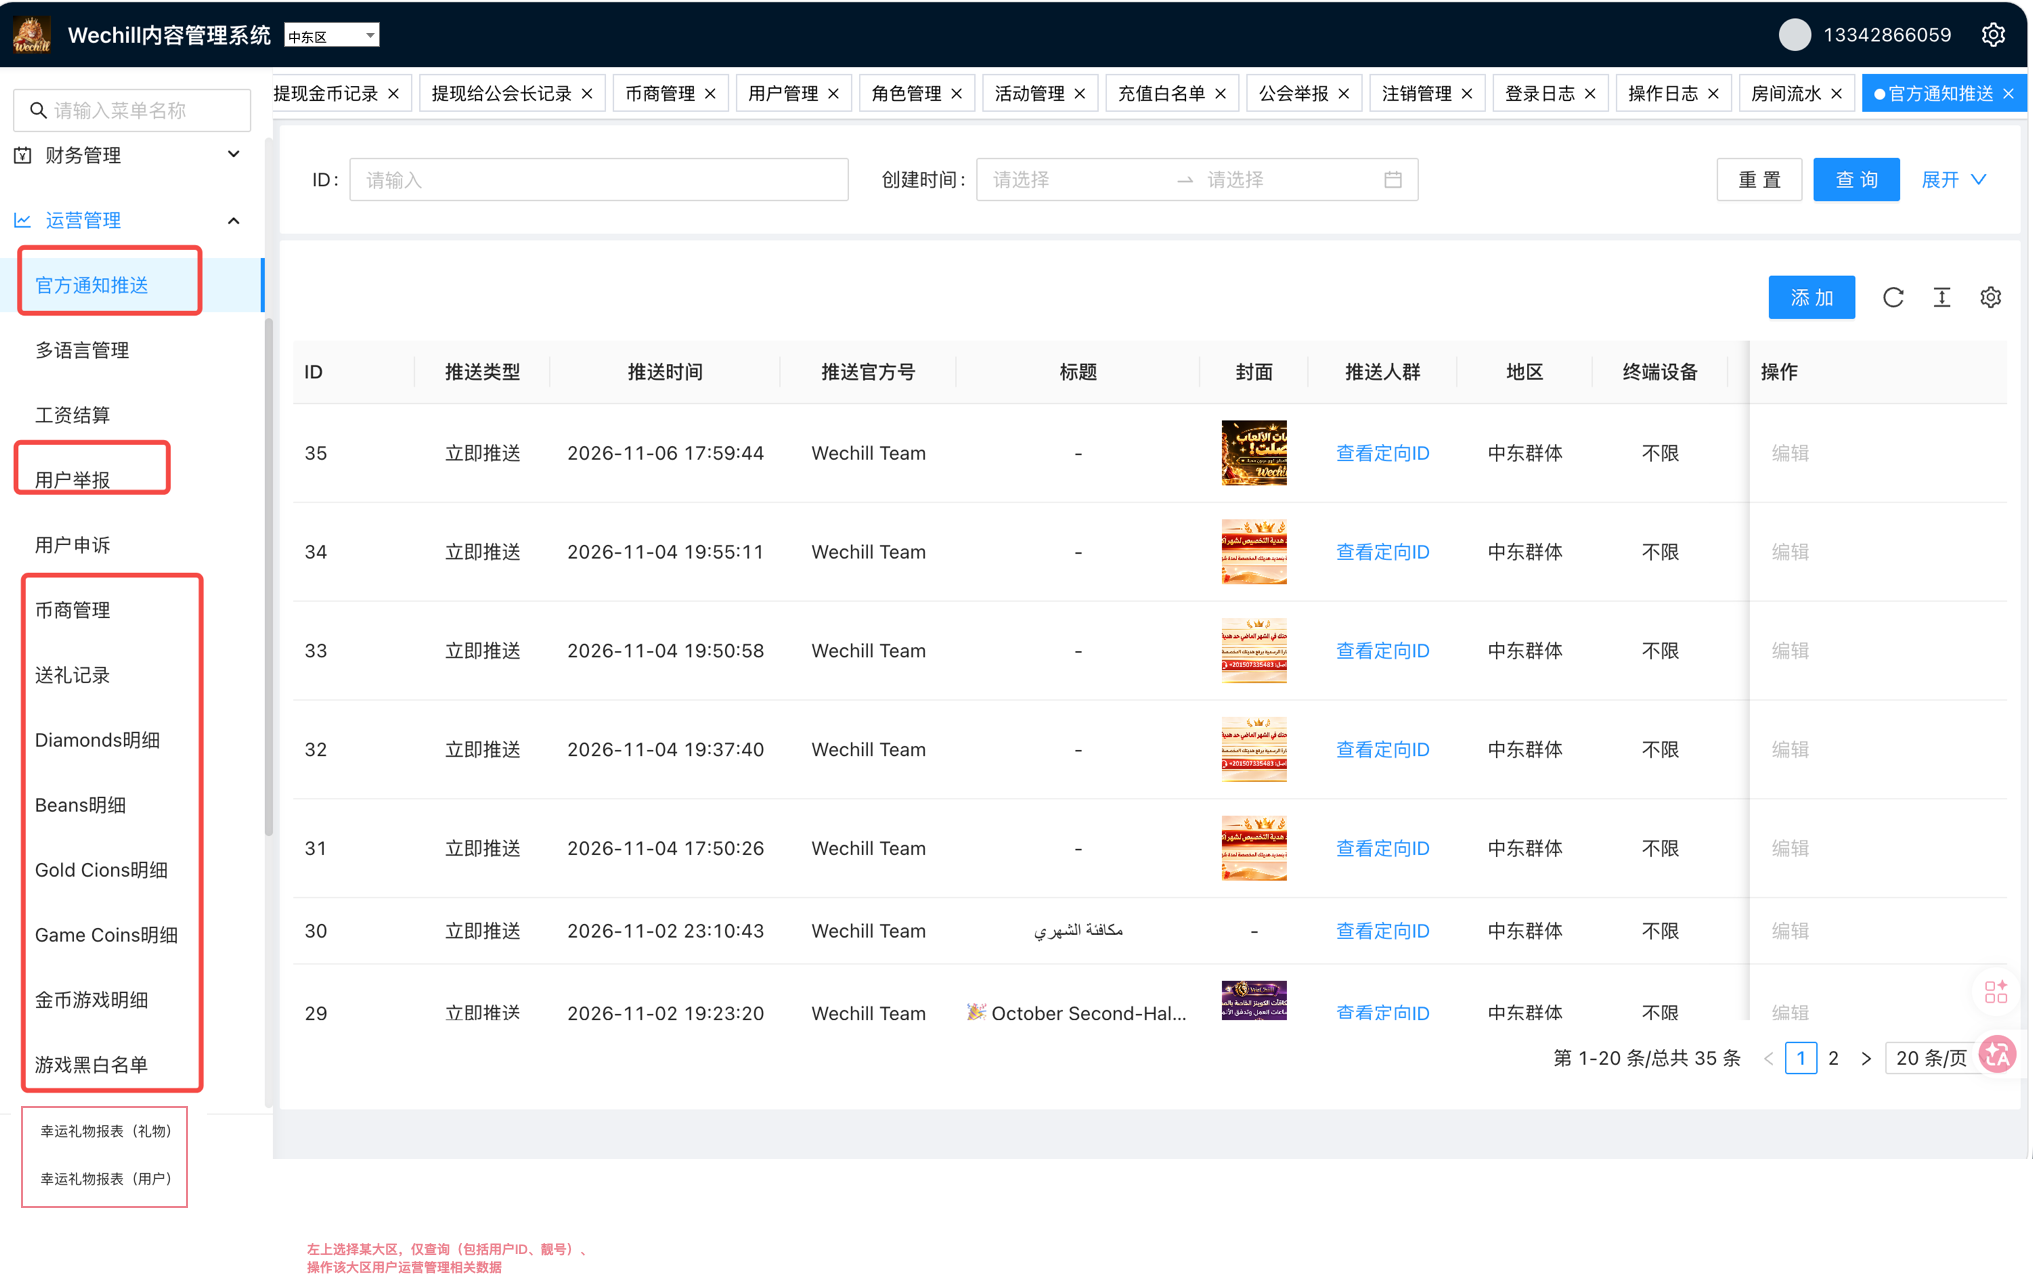 Wechill内容管理系统 中东区 13342866059
提现金币记录 提现给公会长记录 币商管理 用户管理 角色管理 活动管理 充值白名单 公会举报 注销管理 登录日志 操作日志 房间流水 官方通知推送
请输入菜单名称
财务管理
运营管理
官方通知推送
多语言管理
工资结算
用户举报
用户申诉
币商管理
送礼记录
Diamonds明细
Beans明细
Gold Cions明细
Game Coins明细
金币游戏明细
游戏黑白名单
幸运礼物报表（礼物）
幸运礼物报表（用户）
ID: 请输入 创建时间: 请选择 → 请选择 重 置 查 询 展开
添 加
ID 推送类型 推送时间 推送官方号 标题 封面 推送人群 地区 终端设备 操作
35 立即推送 2026-11-06 17:59:44 Wechill Team - 查看定向ID 中东群体 不限 编辑
34 立即推送 2026-11-04 19:55:11 Wechill Team - 查看定向ID 中东群体 不限 编辑
33 立即推送 2026-11-04 19:50:58 Wechill Team - 查看定向ID 中东群体 不限 编辑
32 立即推送 2026-11-04 19:37:40 Wechill Team - 查看定向ID 中东群体 不限 编辑
31 立即推送 2026-11-04 17:50:26 Wechill Team - 查看定向ID 中东群体 不限 编辑
30 立即推送 2026-11-02 23:10:43 Wechill Team مكافئة الشهري - 查看定向ID 中东群体 不限 编辑
29 立即推送 2026-11-02 19:23:20 Wechill Team 🎉 October Second-Hal... 查看定向ID 中东群体 不限 编辑
第 1-20 条/总共 35 条 < 1 2 > 20 条/页
左上选择某大区，仅查询（包括用户ID、靓号）、
操作该大区用户运营管理相关数据